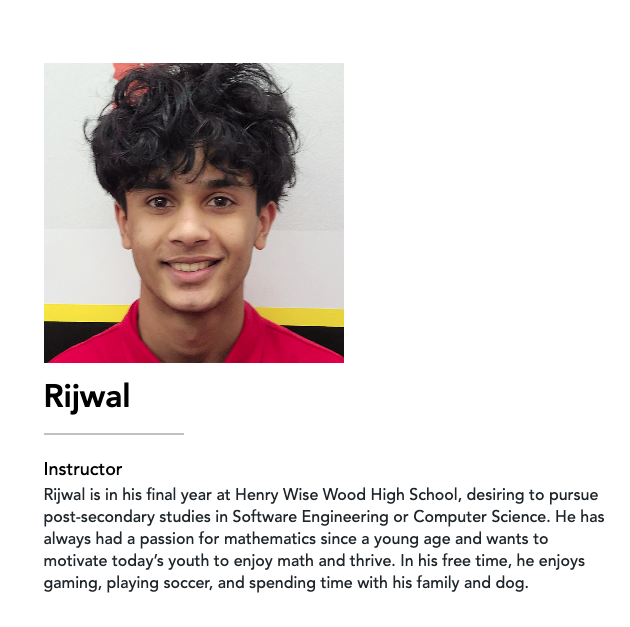 Rijwal
Instructor
Rijwal is in his final year at Henry Wise Wood High School, desiring to pursue
post-secondary studies in Software Engineering or Computer Science. He has
always had a passion for mathematics since a young age and wants to
motivate today’s youth to enjoy math and thrive. In his free time, he enjoys
gaming, playing soccer, and spending time with his family and dog.